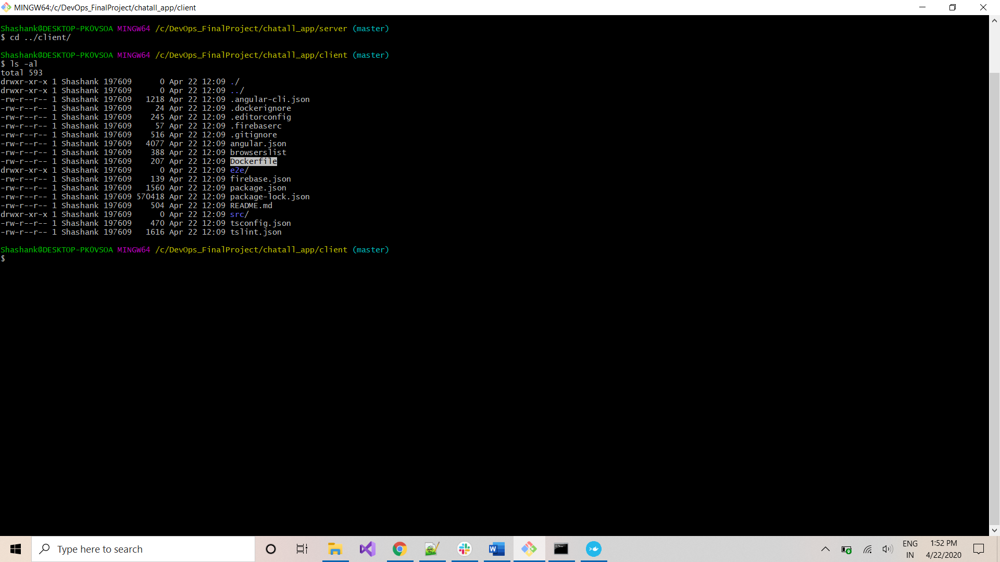 MINGW64:/c/DevOps_FinalProject/chatall_app/client
Shashank@DESKTOP-PK0VSOA MINGW64 /c/DevOps_FinalProject/chatall_app/server (master)
$ cd ../client/
Shashank@DESKTOP-PK0VSOA MINGW64 /c/DevOps_FinalProject/chatall_app/client (master)
$ ls -al
total 593
drwxr-xr-x 1 Shashank 197609      0 Apr 22 12:09 ./
drwxr-xr-x 1 Shashank 197609      0 Apr 22 12:09 ../
-rw-r--r-- 1 Shashank 197609   1218 Apr 22 12:09 .angular-cli.json
-rw-r--r-- 1 Shashank 197609     24 Apr 22 12:09 .dockerignore
-rw-r--r-- 1 Shashank 197609    245 Apr 22 12:09 .editorconfig
-rw-r--r-- 1 Shashank 197609     57 Apr 22 12:09 .firebaserc
-rw-r--r-- 1 Shashank 197609    516 Apr 22 12:09 .gitignore
-rw-r--r-- 1 Shashank 197609   4077 Apr 22 12:09 angular.json
-rw-r--r-- 1 Shashank 197609    388 Apr 22 12:09 browserslist
-rw-r--r-- 1 Shashank 197609    207 Apr 22 12:09 Dockerfile
drwxr-xr-x 1 Shashank 197609      0 Apr 22 12:09 e2e/
-rw-r--r-- 1 Shashank 197609    139 Apr 22 12:09 firebase.json
-rw-r--r-- 1 Shashank 197609   1560 Apr 22 12:09 package.json
-rw-r--r-- 1 Shashank 197609 570418 Apr 22 12:09 package-lock.json
-rw-r--r-- 1 Shashank 197609    504 Apr 22 12:09 README.md
drwxr-xr-x 1 Shashank 197609      0 Apr 22 12:09 src/
-rw-r--r-- 1 Shashank 197609    470 Apr 22 12:09 tsconfig.json
-rw-r--r-- 1 Shashank 197609   1616 Apr 22 12:09 tslint.json
Shashank@DESKTOP-PK0VSOA MINGW64 /c/DevOps_FinalProject/chatall_app/client (master)
$
Type here to search
ENG
IN
1:52 PM
4/22/2020